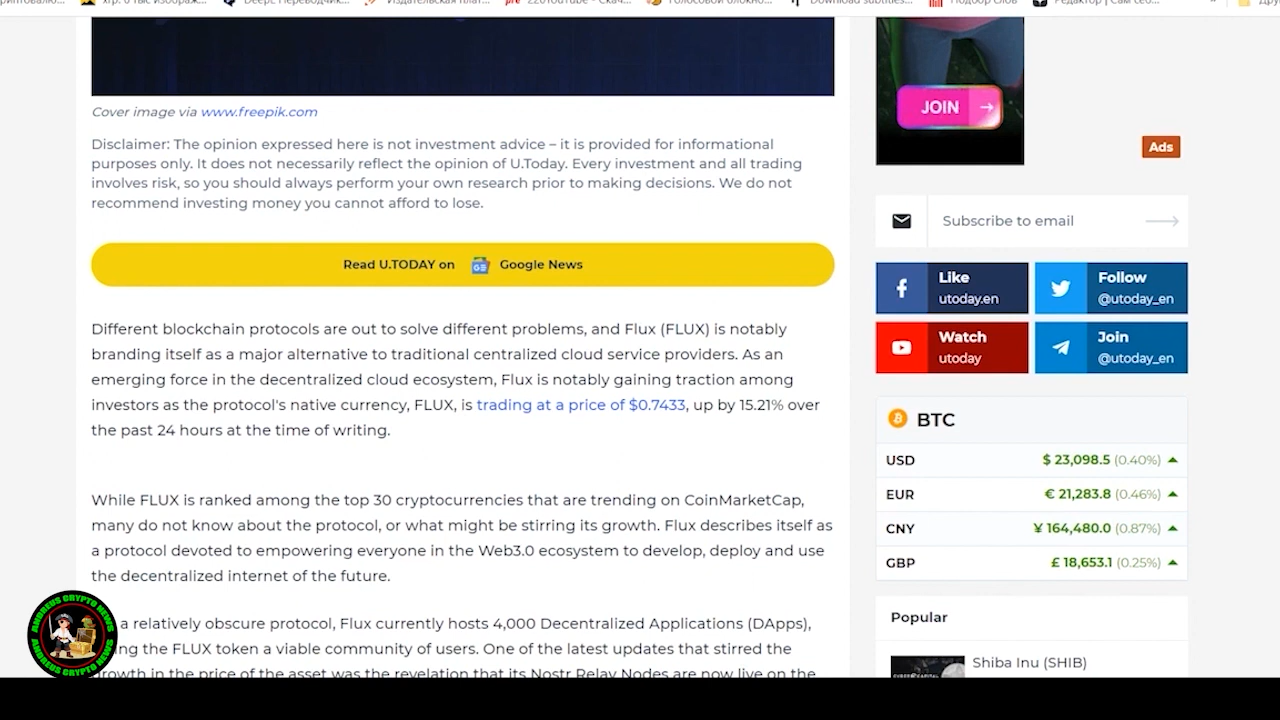 JOIN
Ads
Cover image via www.freepik.com
Disclaimer: The opinion expressed here is not investment advice – it is provided for informational
purposes only. It does not necessarily reflect the opinion of U.Today. Every investment and all trading
involves risk, so you should always perform your own research prior to making decisions. We do not
recommend investing money you cannot afford to lose.
Read U.TODAY on Google News
Different blockchain protocols are out to solve different problems, and Flux (FLUX) is notably
branding itself as a major alternative to traditional centralized cloud service providers. As an
emerging force in the decentralized cloud ecosystem, Flux is notably gaining traction among
investors as the protocol's native currency, FLUX, is trading at a price of $0.7433, up by 15.21% over
the past 24 hours at the time of writing.
While FLUX is ranked among the top 30 cryptocurrencies that are trending on CoinMarketCap,
many do not know about the protocol, or what might be stirring its growth. Flux describes itself as
a protocol devoted to empowering everyone in the Web3.0 ecosystem to develop, deploy and use
the decentralized internet of the future.
a relatively obscure protocol, Flux currently hosts 4,000 Decentralized Applications (DApps),
the FLUX token a viable community of users. One of the latest updates that stirred the
growth in the price of the asset was the revelation that its Nostr Relay Nodes are now live on the
Subscribe to email
Like
utoday.en
Follow
@utoday_en
Watch
utoday
Join
@utoday_en
BTC
USD $ 23,098.5 (0.40%)
EUR € 21,283.8 (0.46%)
CNY ¥ 164,480.0 (0.87%)
GBP £ 18,653.1 (0.25%)
Popular
Shiba Inu (SHIB)
ANDREUS CRYPTO NEWS
ANDREUS CRYPTO NEWS